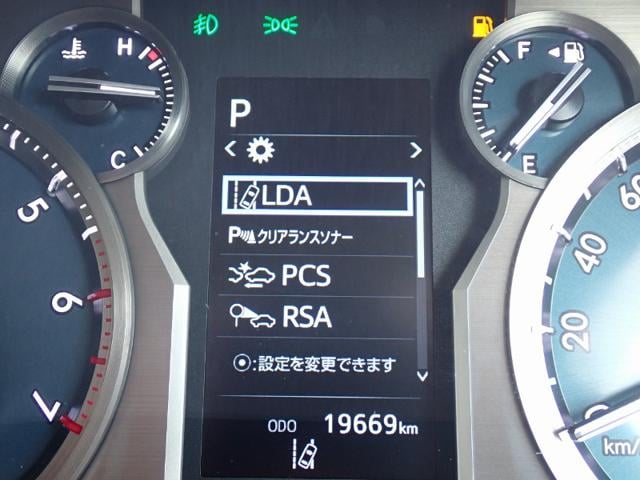 H
C
F
E
P
LDA
P クリアランスソナー
PCS
RSA
:設定を変更できます
ODO 19669km
5
6
7
60
40
20
0
km/